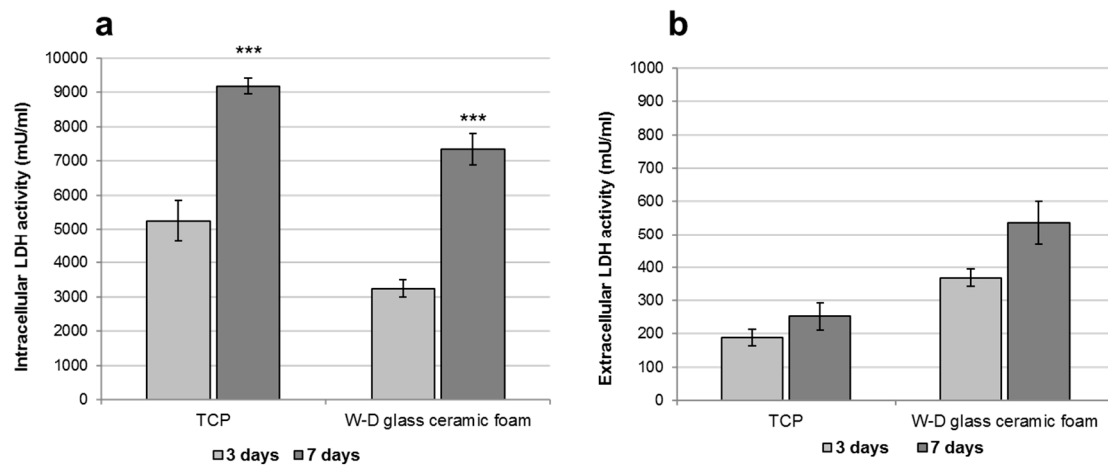 a
Intracellular LDH activity (mU/ml)
10000
9000
8000
7000
6000
5000
4000
3000
2000
1000
0
***
***
TCP
W-D glass ceramic foam
3 days
7 days
b
Extracellular LDH activity (mU/ml)
1000
900
800
700
600
500
400
300
200
100
0
TCP
W-D glass ceramic foam
3 days
7 days